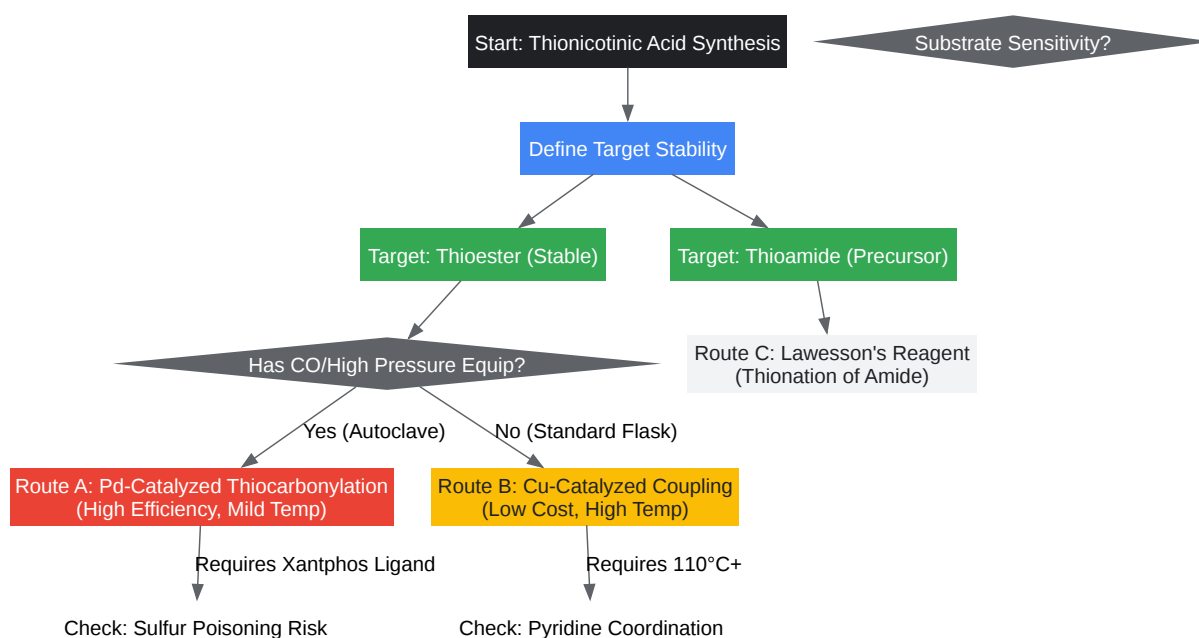 Start: Thionicotinic Acid Synthesis
Substrate Sensitivity?
Define Target Stability
Target: Thioester (Stable)
Target: Thioamide (Precursor)
Has CO/High Pressure Equip?
Route C: Lawesson's Reagent
(Thionation of Amide)
Yes (Autoclave)
No (Standard Flask)
Route A: Pd-Catalyzed Thiocarbonylation
(High Efficiency, Mild Temp)
Route B: Cu-Catalyzed Coupling
(Low Cost, High Temp)
Requires Xantphos Ligand
Requires 110°C+
Check: Sulfur Poisoning Risk
Check: Pyridine Coordination